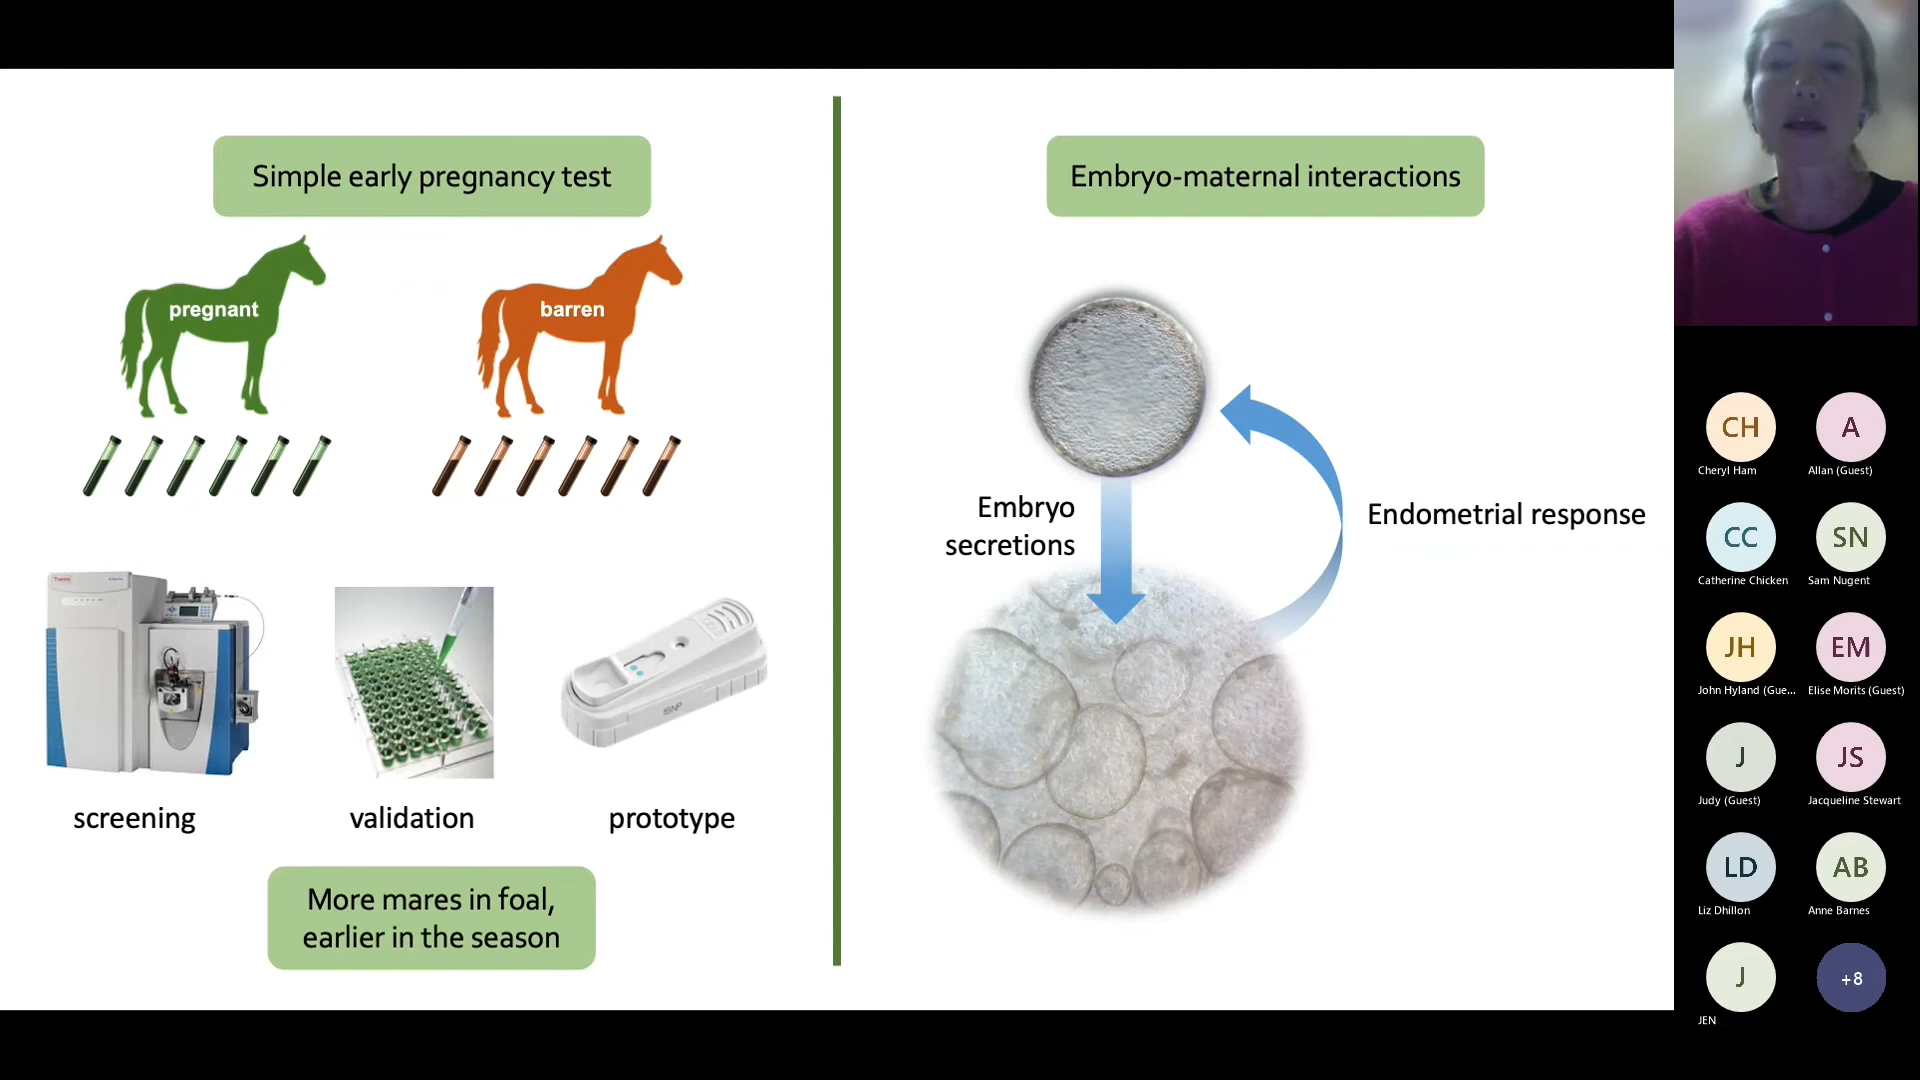 Simple early pregnancy test
pregnant
barren
screening
validation
prototype
More mares in foal,
earlier in the season
Embryo-maternal interactions
Embryo
secretions
Endometrial response
CH
Cheryl Ham
A
Allan (Guest)
CC
Catherine Chicken
SN
Sam Nugent
JH
John Hyland (Gue...
EM
Elise Morits (Guest)
J
Judy (Guest)
JS
Jacqueline Stewart
LD
Liz Dhillon
AB
Anne Barnes
J
JEN
+8